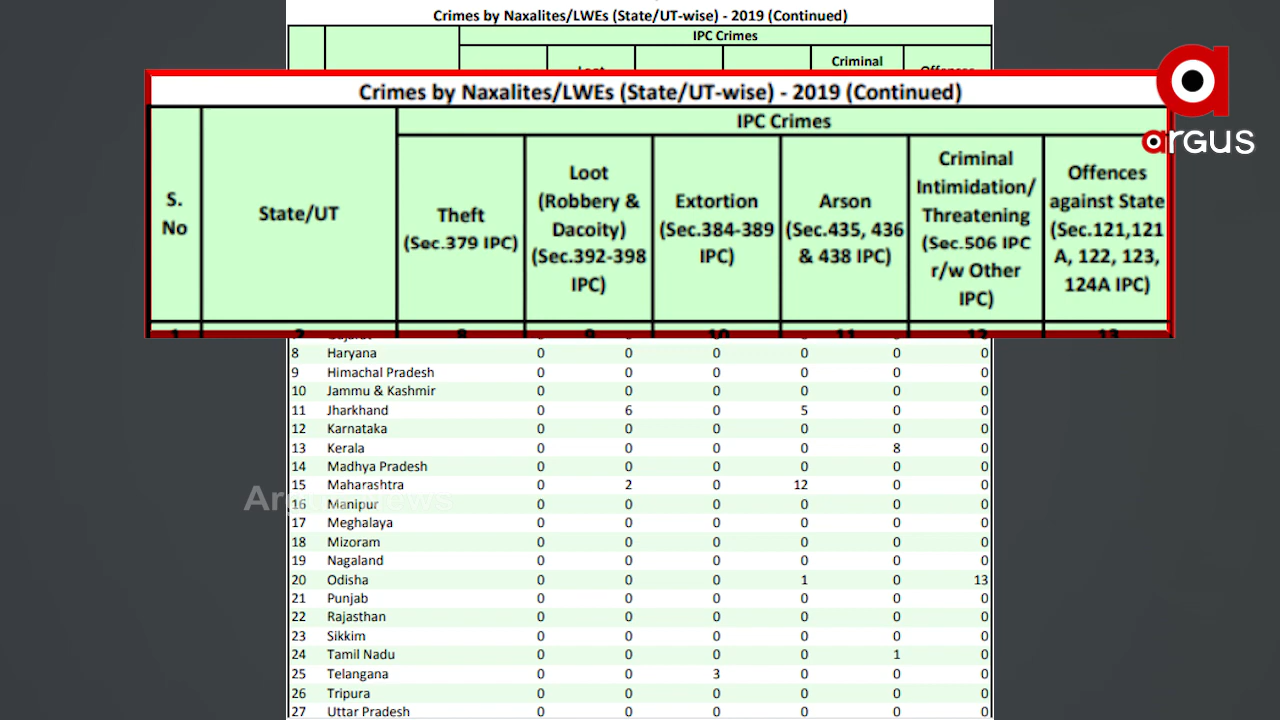 Crimes by Naxalites/LWEs (State/UT-wise) - 2019 (Continued)
IPC Crimes
Criminal
Crimes by Naxalites/LWEs (State/UT-wise) - 2019 (Continued)
S. No
State/UT
IPC Crimes
Theft
(Sec.379 IPC)
Loot
(Robbery &
Dacoity)
(Sec.392-398
IPC)
Extortion
(Sec.384-389
IPC)
Arson
(Sec.435, 436
& 438 IPC)
Criminal
Intimidation/
Threatening
(Sec.506 IPC
r/w Other
IPC)
Offences
against State
(Sec.121,121
A, 122, 123,
124A IPC)
argus
8 Haryana 0 0 0 0 0 0
9 Himachal Pradesh 0 0 0 0 0 0
10 Jammu & Kashmir 0 0 0 0 0 0
11 Jharkhand 0 6 0 5 0 0
12 Karnataka 0 0 0 0 0 0
13 Kerala 0 0 0 0 8 0
14 Madhya Pradesh 0 0 0 0 0 0
15 Maharashtra 0 2 0 12 0 0
Argus News
16 Manipur 0 0 0 0 0 0
17 Meghalaya 0 0 0 0 0 0
18 Mizoram 0 0 0 0 0 0
19 Nagaland 0 0 0 0 0 0
20 Odisha 0 0 0 1 0 13
21 Punjab 0 0 0 0 0 0
22 Rajasthan 0 0 0 0 0 0
23 Sikkim 0 0 0 0 0 0
24 Tamil Nadu 0 0 0 0 1 0
25 Telangana 0 0 3 0 0 0
26 Tripura 0 0 0 0 0 0
27 Uttar Pradesh 0 0 0 0 0 0